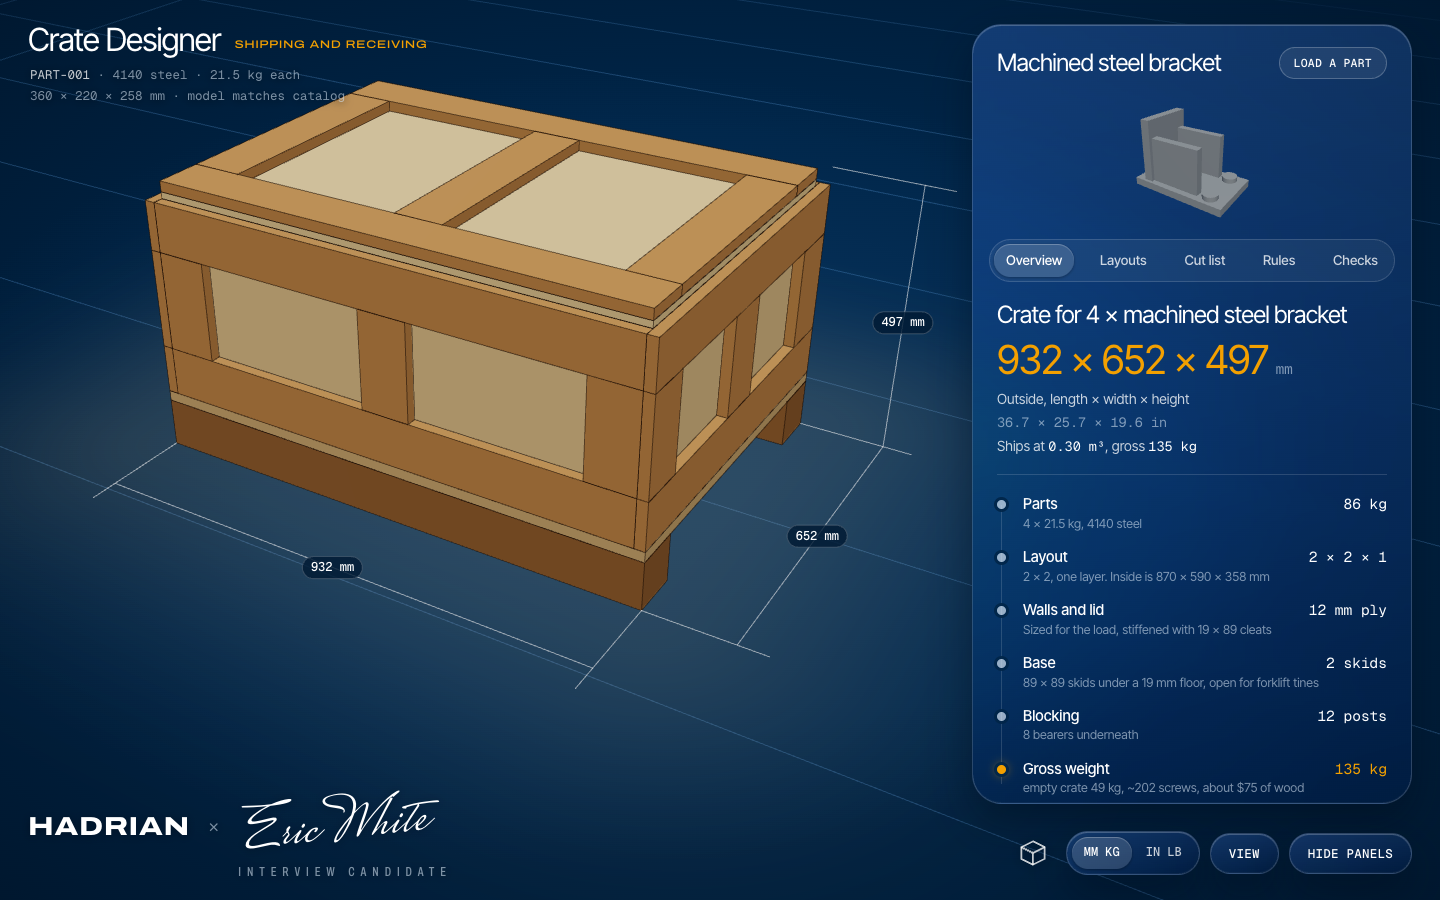 Crate Designer SHIPPING AND RECEIVING
PART-001 · 4140 steel · 21.5 kg each
360 × 220 × 258 mm · model matches catalog
497 mm
652 mm
932 mm
HADRIAN × Eric White
INTERVIEW CANDIDATE
Machined steel bracket LOAD A PART
Overview Layouts Cut list Rules Checks
Crate for 4 × machined steel bracket
932 × 652 × 497 mm
Outside, length × width × height
36.7 × 25.7 × 19.6 in
Ships at 0.30 m³, gross 135 kg
Parts 86 kg
4 × 21.5 kg, 4140 steel
Layout 2 × 2 × 1
2 × 2, one layer. Inside is 870 × 590 × 358 mm
Walls and lid 12 mm ply
Sized for the load, stiffened with 19 × 89 cleats
Base 2 skids
89 × 89 skids under a 19 mm floor, open for forklift tines
Blocking 12 posts
8 bearers underneath
Gross weight 135 kg
empty crate 49 kg, ~202 screws, about $75 of wood
MM KG IN LB VIEW HIDE PANELS